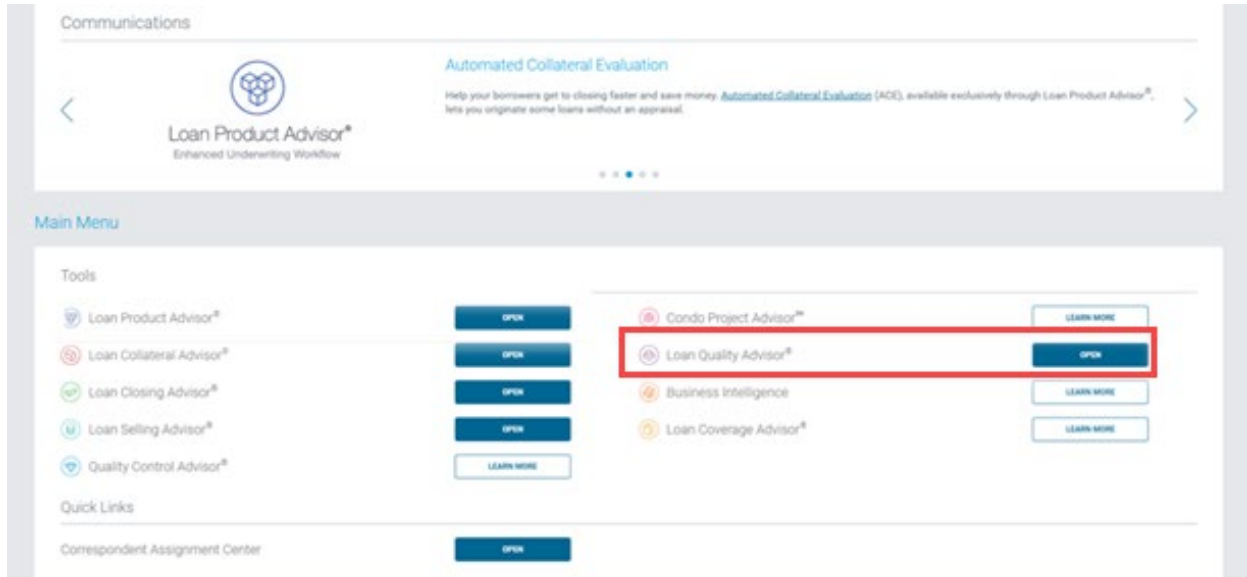 Communications
Automated Collateral Evaluation
Help your borrowers get to closing faster and save money. Automated Collateral Evaluation (ACE), available exclusively through Loan Product Advisor®,
lets you originate some loans without an appraisal.
Loan Product Advisor®
Enhanced Underwriting Workflow
Main Menu
Tools
Loan Product Advisor® OPEN
Condo Project Advisor℠ LEARN MORE
Loan Collateral Advisor® OPEN
Loan Quality Advisor® OPEN
Loan Closing Advisor® OPEN
Business Intelligence LEARN MORE
Loan Selling Advisor® OPEN
Loan Coverage Advisor® LEARN MORE
Quality Control Advisor® LEARN MORE
Quick Links
Correspondent Assignment Center OPEN